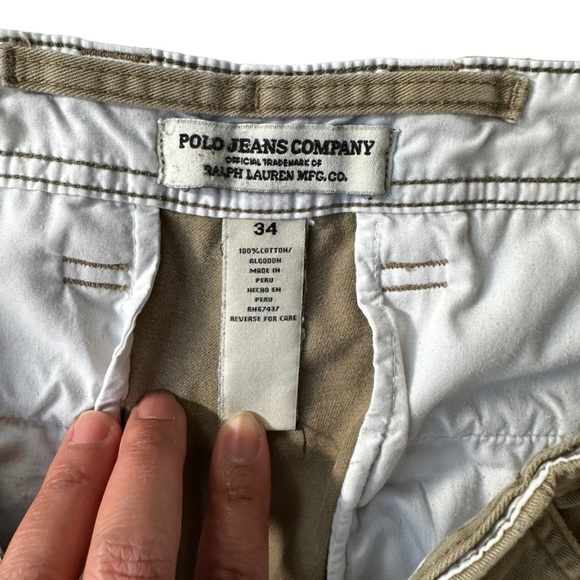 POLO JEANS COMPANY
OFFICIAL TRADEMARK OF
RALPH LAUREN MFG. CO.
34
100% COTTON/
ALGODON
MADE IN
PERU
HECHO EN
PERU
RN67437
REVERSE FOR CARE